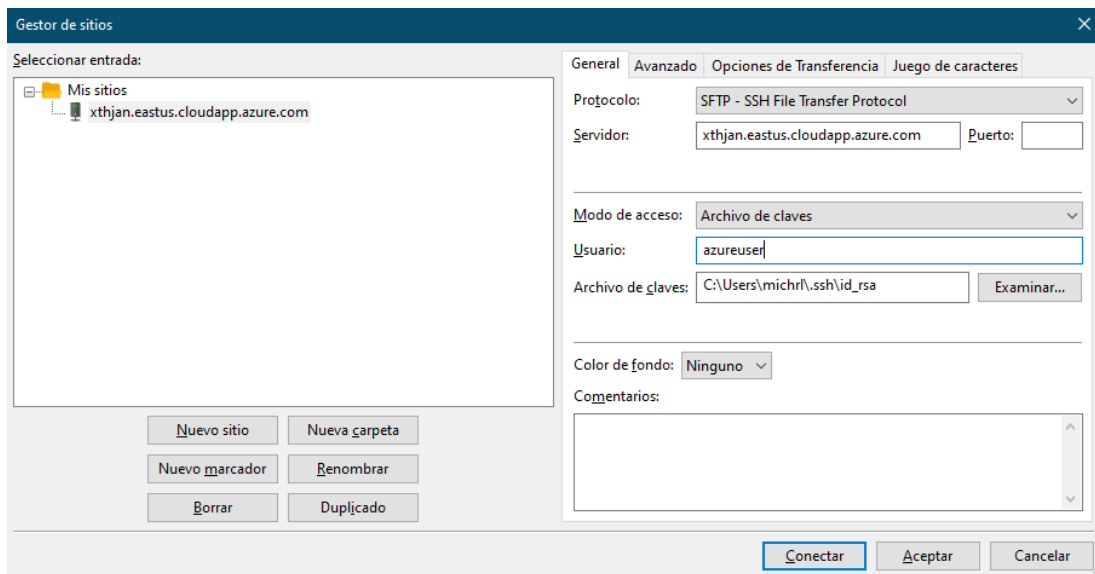 Gestor de sitios
Seleccionar entrada:
Mis sitios
xthjan.eastus.cloudapp.azure.com
Nuevo sitio
Nueva carpeta
Nuevo marcador
Renombrar
Borrar
Duplicado
General Avanzado Opciones de Transferencia Juego de caracteres
Protocolo: SFTP - SSH File Transfer Protocol
Servidor: xthjan.eastus.cloudapp.azure.com Puerto:
Modo de acceso: Archivo de claves
Usuario: azureuser
Archivo de claves: C:\Users\michrl\.ssh\id_rsa Examinar...
Color de fondo: Ninguno
Comentarios:
Conectar Aceptar Cancelar